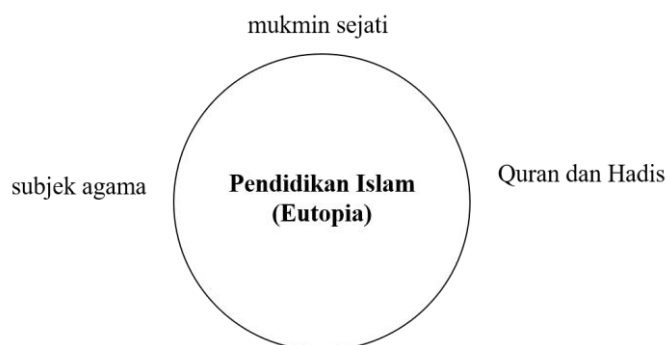 mukmin sejati
subjek agama
Pendidikan Islam
(Eutopia)
Quran dan Hadis